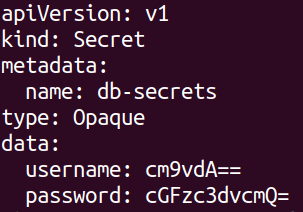 apiVersion: v1
kind: Secret
metadata:
  name: db-secrets
type: Opaque
data:
  username: cm9vdA==
  password: cGFzc3dvcmQ=